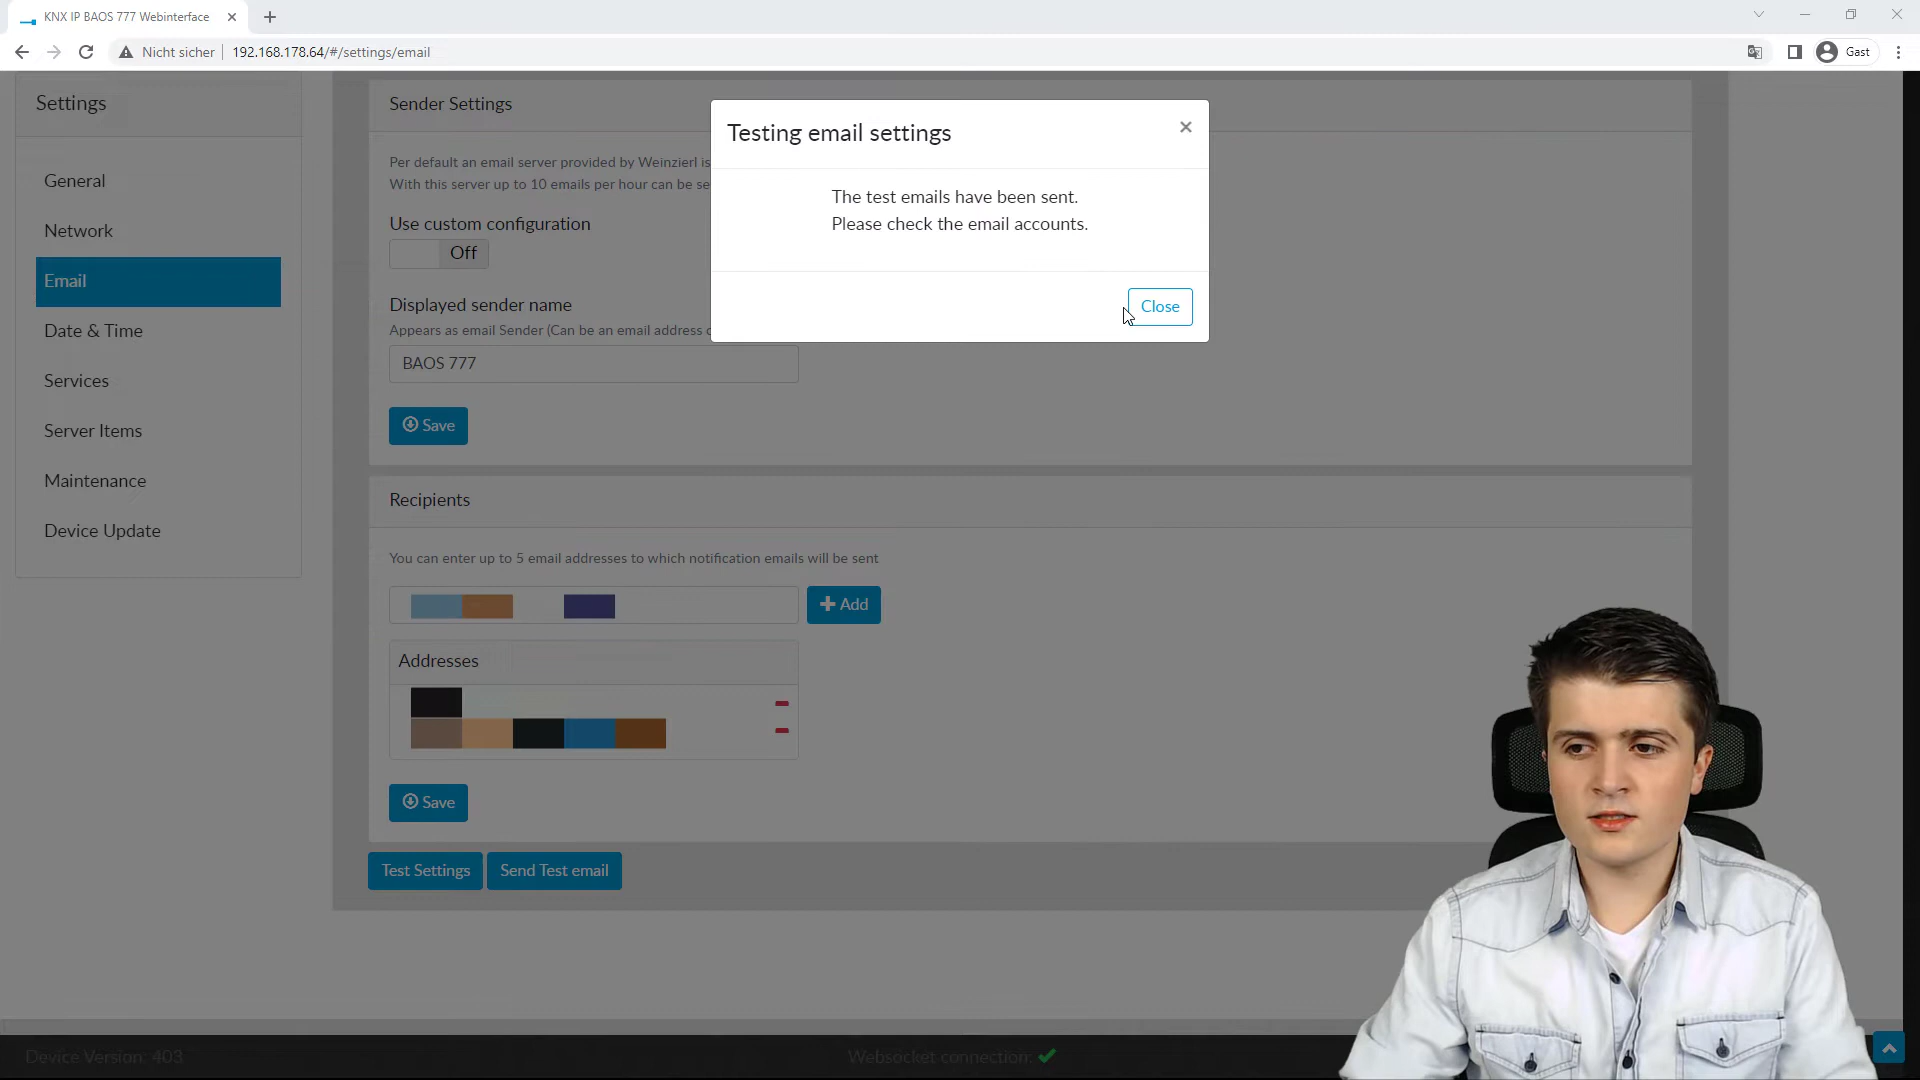 KNX IP BAOS 777 Webinterface
Nicht sicher
192.168.178.64/#/settings/email
Gast
Settings
General
Network
Email
Date & Time
Services
Server Items
Maintenance
Device Update
Sender Settings
Per default an email server provided by Weinzierl is
With this server up to 10 emails per hour can be se
Use custom configuration
Off
Displayed sender name
Appears as email Sender (Can be an email address
BAOS 777
Save
Testing email settings
The test emails have been sent.
Please check the email accounts.
Close
Recipients
You can enter up to 5 email addresses to which notification emails will be sent
Add
Addresses
Save
Test Settings
Send Test email
Device Version: 403
Websocket connection: